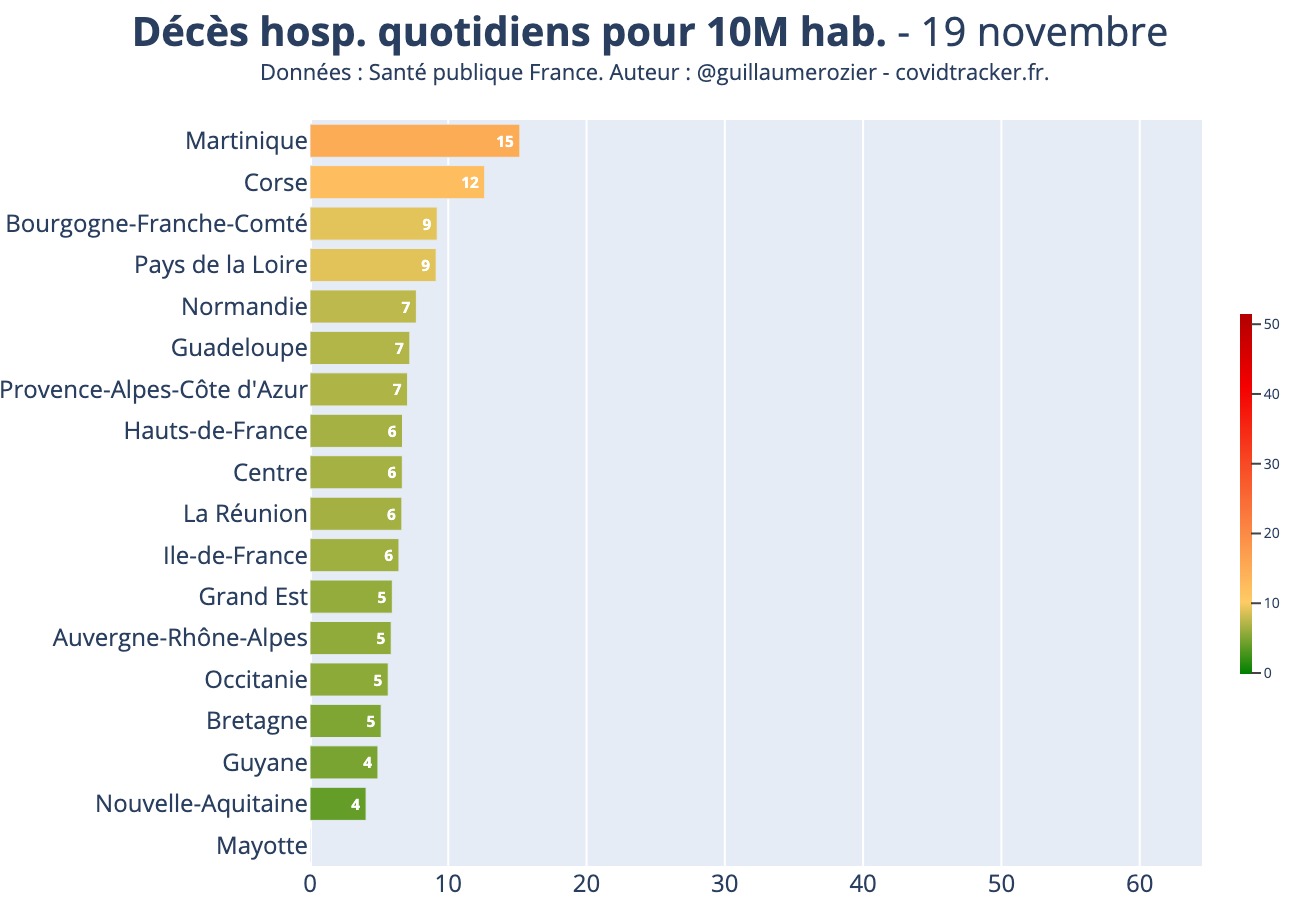 Décès hosp. quotidiens pour 10M hab. - 19 novembre
Données : Santé publique France. Auteur : @guillaumerozier - covidtracker.fr.
Martinique 15
Corse 12
Bourgogne-Franche-Comté 9
Pays de la Loire 9
Normandie 7
Guadeloupe 7
Provence-Alpes-Côte d'Azur 7
Hauts-de-France 6
Centre 6
La Réunion 6
Ile-de-France 6
Grand Est 5
Auvergne-Rhône-Alpes 5
Occitanie 5
Bretagne 5
Guyane 4
Nouvelle-Aquitaine 4
Mayotte
0 10 20 30 40 50 60
50
40
30
20
10
0